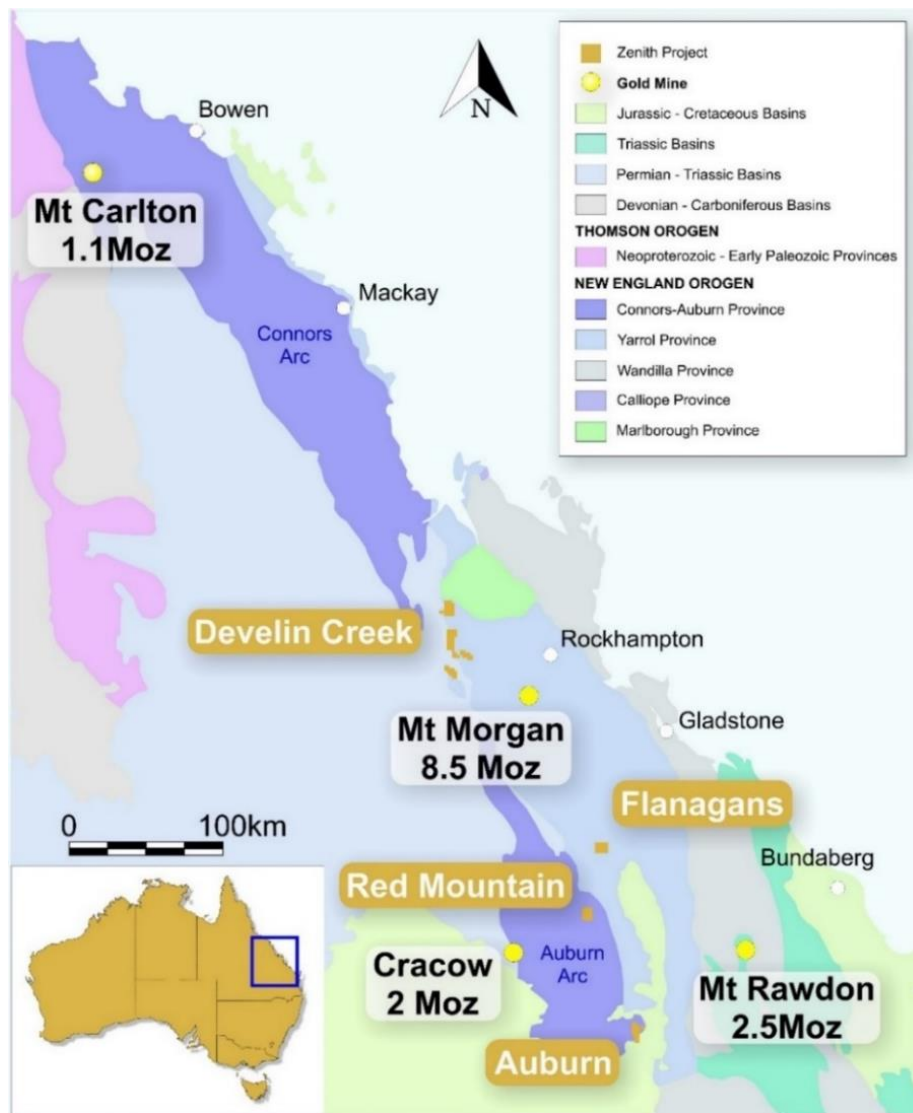 Zenith Project
Gold Mine
Jurassic - Cretaceous Basins
Triassic Basins
Permian - Triassic Basins
Devonian - Carboniferous Basins
THOMSON OROGEN
Neoproterozoic - Early Paleozoic Provinces
NEW ENGLAND OROGEN
Connors-Auburn Province
Yarrol Province
Wandilla Province
Calliope Province
Marlborough Province
N
Bowen
Mt Carlton
1.1Moz
Mackay
Connors
Arc
Develin Creek
Rockhampton
Mt Morgan
8.5 Moz
Gladstone
Flanagans
0 100km
Bundaberg
Red Mountain
Cracow
2 Moz
Auburn
Arc
Mt Rawdon
2.5Moz
Auburn